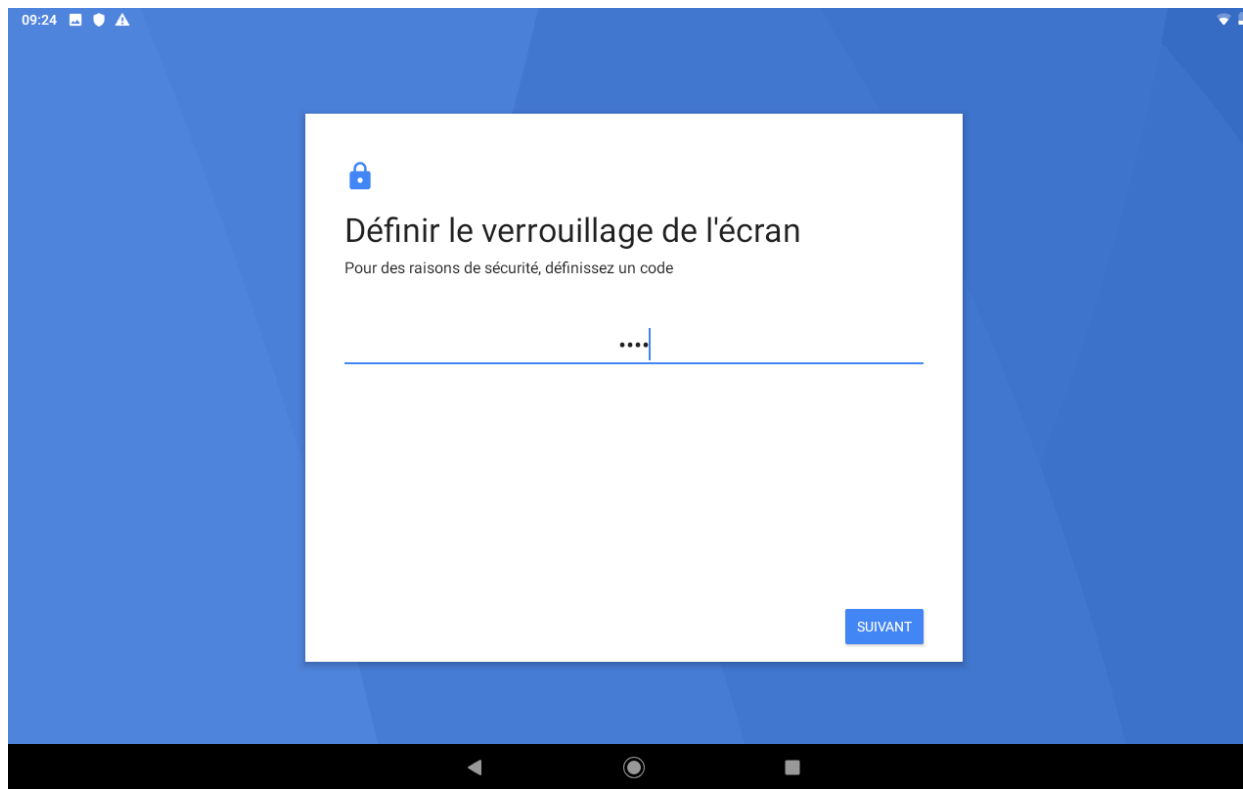 09:24
Définir le verrouillage de l'écran
Pour des raisons de sécurité, définissez un code
••••
SUIVANT